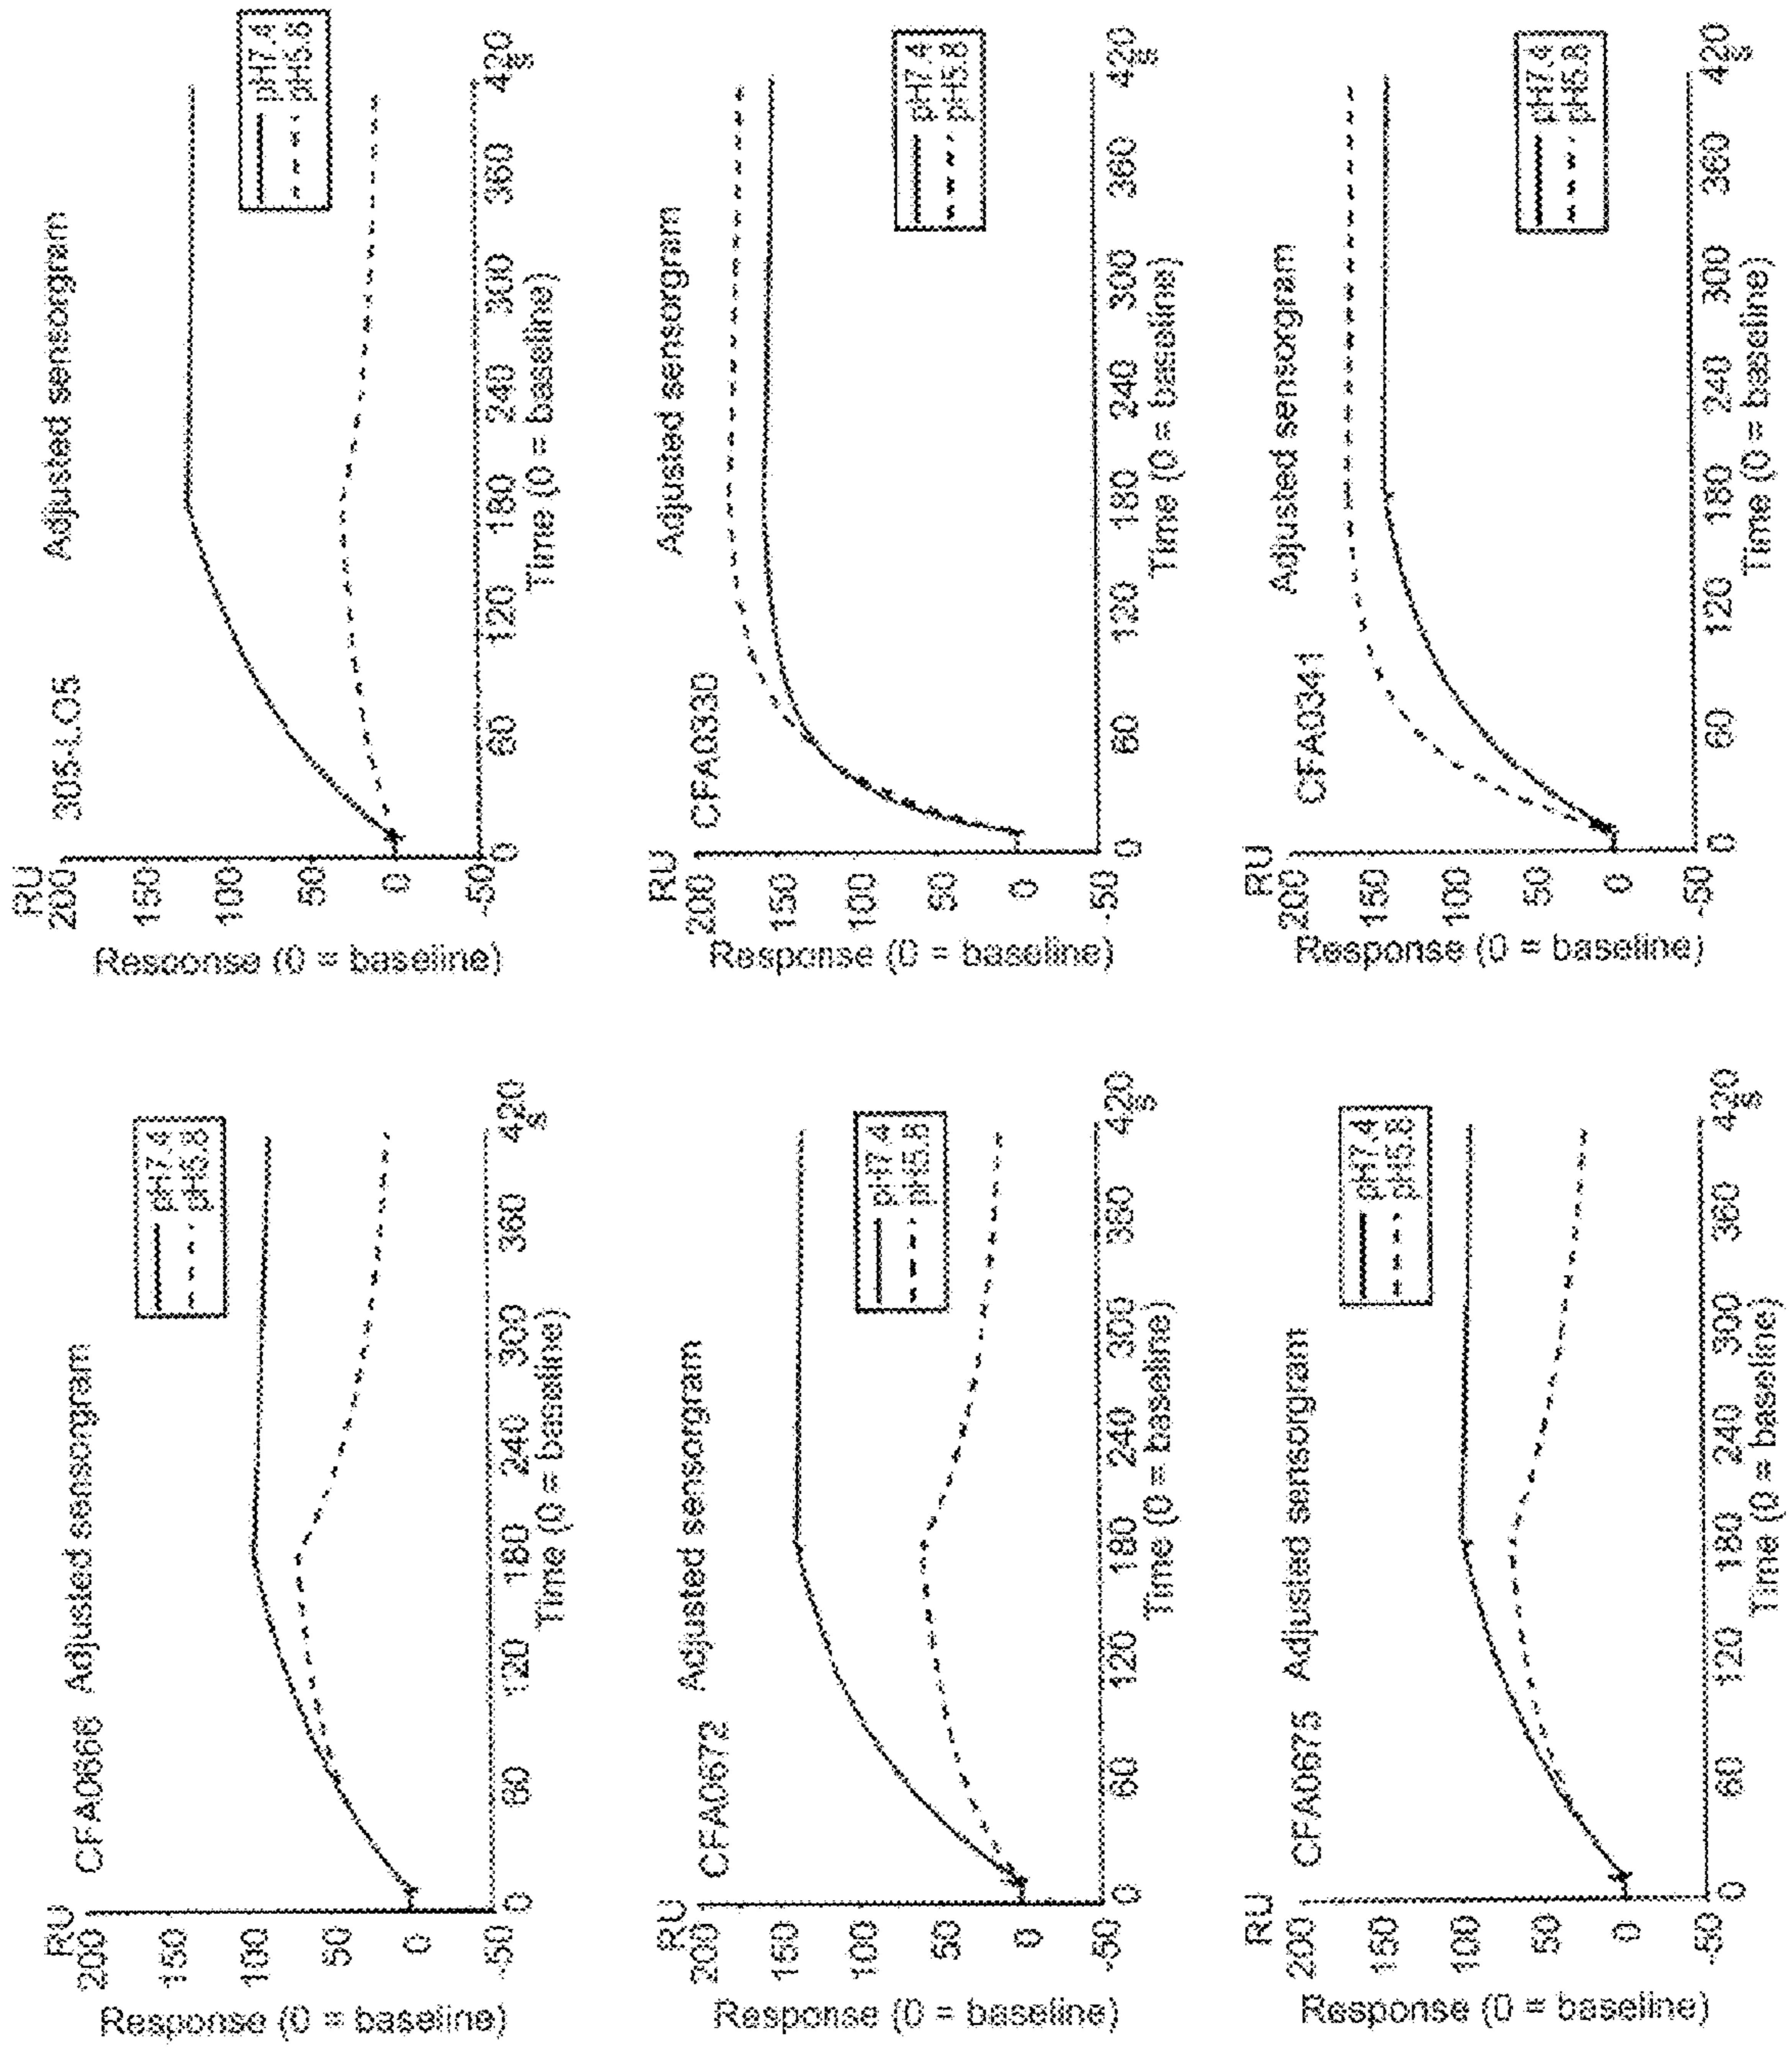 CFA0666 Adjusted sensorgram
RU
200
150
100
50
0
-50
Response (0 = baseline)
pH7.4
pH5.8
0 60 120 180 240 300 360 420
s
Time (0 = baseline)
305-LO5 Adjusted sensorgram
RU
200
150
100
50
0
-50
Response (0 = baseline)
pH7.4
pH5.8
0 60 120 180 240 300 360 420
s
Time (0 = baseline)
CFA0672 Adjusted sensorgram
RU
200
150
100
50
0
-50
Response (0 = baseline)
pH7.4
pH5.8
0 60 120 180 240 300 360 420
s
Time (0 = baseline)
CFA0330 Adjusted sensorgram
RU
200
150
100
50
0
-50
Response (0 = baseline)
pH7.4
pH5.8
0 60 120 180 240 300 360 420
s
Time (0 = baseline)
CFA0675 Adjusted sensorgram
RU
200
150
100
50
0
-50
Response (0 = baseline)
pH7.4
pH5.8
0 60 120 180 240 300 360 420
s
Time (0 = baseline)
CFA0341 Adjusted sensorgram
RU
200
150
100
50
0
-50
Response (0 = baseline)
pH7.4
pH5.8
0 60 120 180 240 300 360 420
s
Time (0 = baseline)